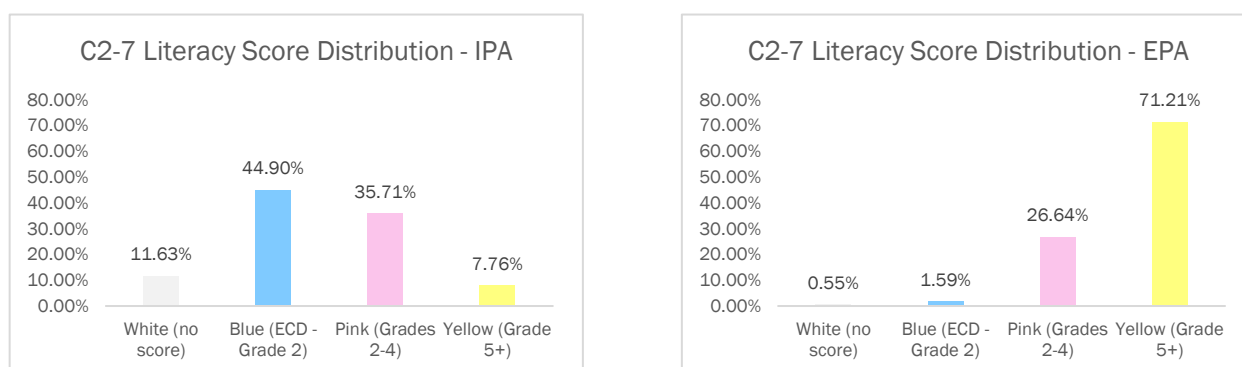 C2-7 Literacy Score Distribution - IPA
80.00%
70.00%
60.00%
50.00%
40.00%
30.00%
20.00%
10.00%
0.00%
11.63%
44.90%
35.71%
7.76%
White (no score)
Blue (ECD - Grade 2)
Pink (Grades 2-4)
Yellow (Grade 5+)
C2-7 Literacy Score Distribution - EPA
80.00%
70.00%
60.00%
50.00%
40.00%
30.00%
20.00%
10.00%
0.00%
0.55%
1.59%
26.64%
71.21%
White (no score)
Blue (ECD - Grade 2)
Pink (Grades 2-4)
Yellow (Grade 5+)